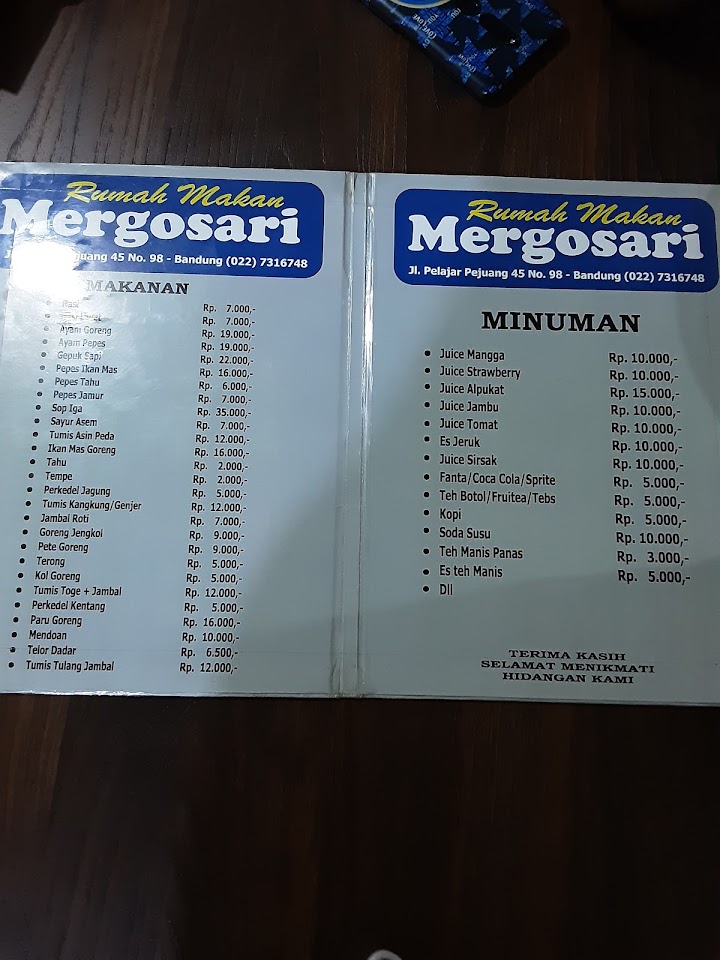 Rumah Makan
Mergosari
Pejuang 45 No. 98 - Bandung (022) 7316748
MAKANAN
Nasi Rp. 7.000,-
Rp. 7.000,-
Ayam Goreng Rp. 19.000,-
Ayam Pepes Rp. 19.000,-
Gepuk Sapi Rp. 22.000,-
Pepes Ikan Mas Rp. 16.000,-
Pepes Tahu Rp. 6.000,-
Pepes Jamur Rp. 7.000,-
Sop Iga Rp. 35.000,-
Sayur Asem Rp. 7.000,-
Tumis Asin Peda Rp. 12.000,-
Ikan Mas Goreng Rp. 16.000,-
Tahu Rp. 2.000,-
Tempe Rp. 2.000,-
Perkedel Jagung Rp. 5.000,-
Tumis Kangkung/Genjer Rp. 12.000,-
Jambal Roti Rp. 7.000,-
Goreng Jengkol Rp. 9.000,-
Pete Goreng Rp. 9.000,-
Terong Rp. 5.000,-
Kol Goreng Rp. 5.000,-
Tumis Toge + Jambal Rp. 12.000,-
Perkedel Kentang Rp. 5.000,-
Paru Goreng Rp. 16.000,-
Mendoan Rp. 10.000,-
Telor Dadar Rp. 6.500,-
Tumis Tulang Jambal Rp. 12.000,-
Rumah Makan
Mergosari
Jl. Pelajar Pejuang 45 No. 98 - Bandung (022) 7316748
MINUMAN
Juice Mangga Rp. 10.000,-
Juice Strawberry Rp. 10.000,-
Juice Alpukat Rp. 15.000,-
Juice Jambu Rp. 10.000,-
Juice Tomat Rp. 10.000,-
Es Jeruk Rp. 10.000,-
Juice Sirsak Rp. 10.000,-
Fanta/Coca Cola/Sprite Rp. 5.000,-
Teh Botol/Fruitea/Tebs Rp. 5.000,-
Kopi Rp. 5.000,-
Soda Susu Rp. 10.000,-
Teh Manis Panas Rp. 3.000,-
Es teh Manis Rp. 5.000,-
Dll
TERIMA KASIH
SELAMAT MENIKMATI
HIDANGAN KAMI